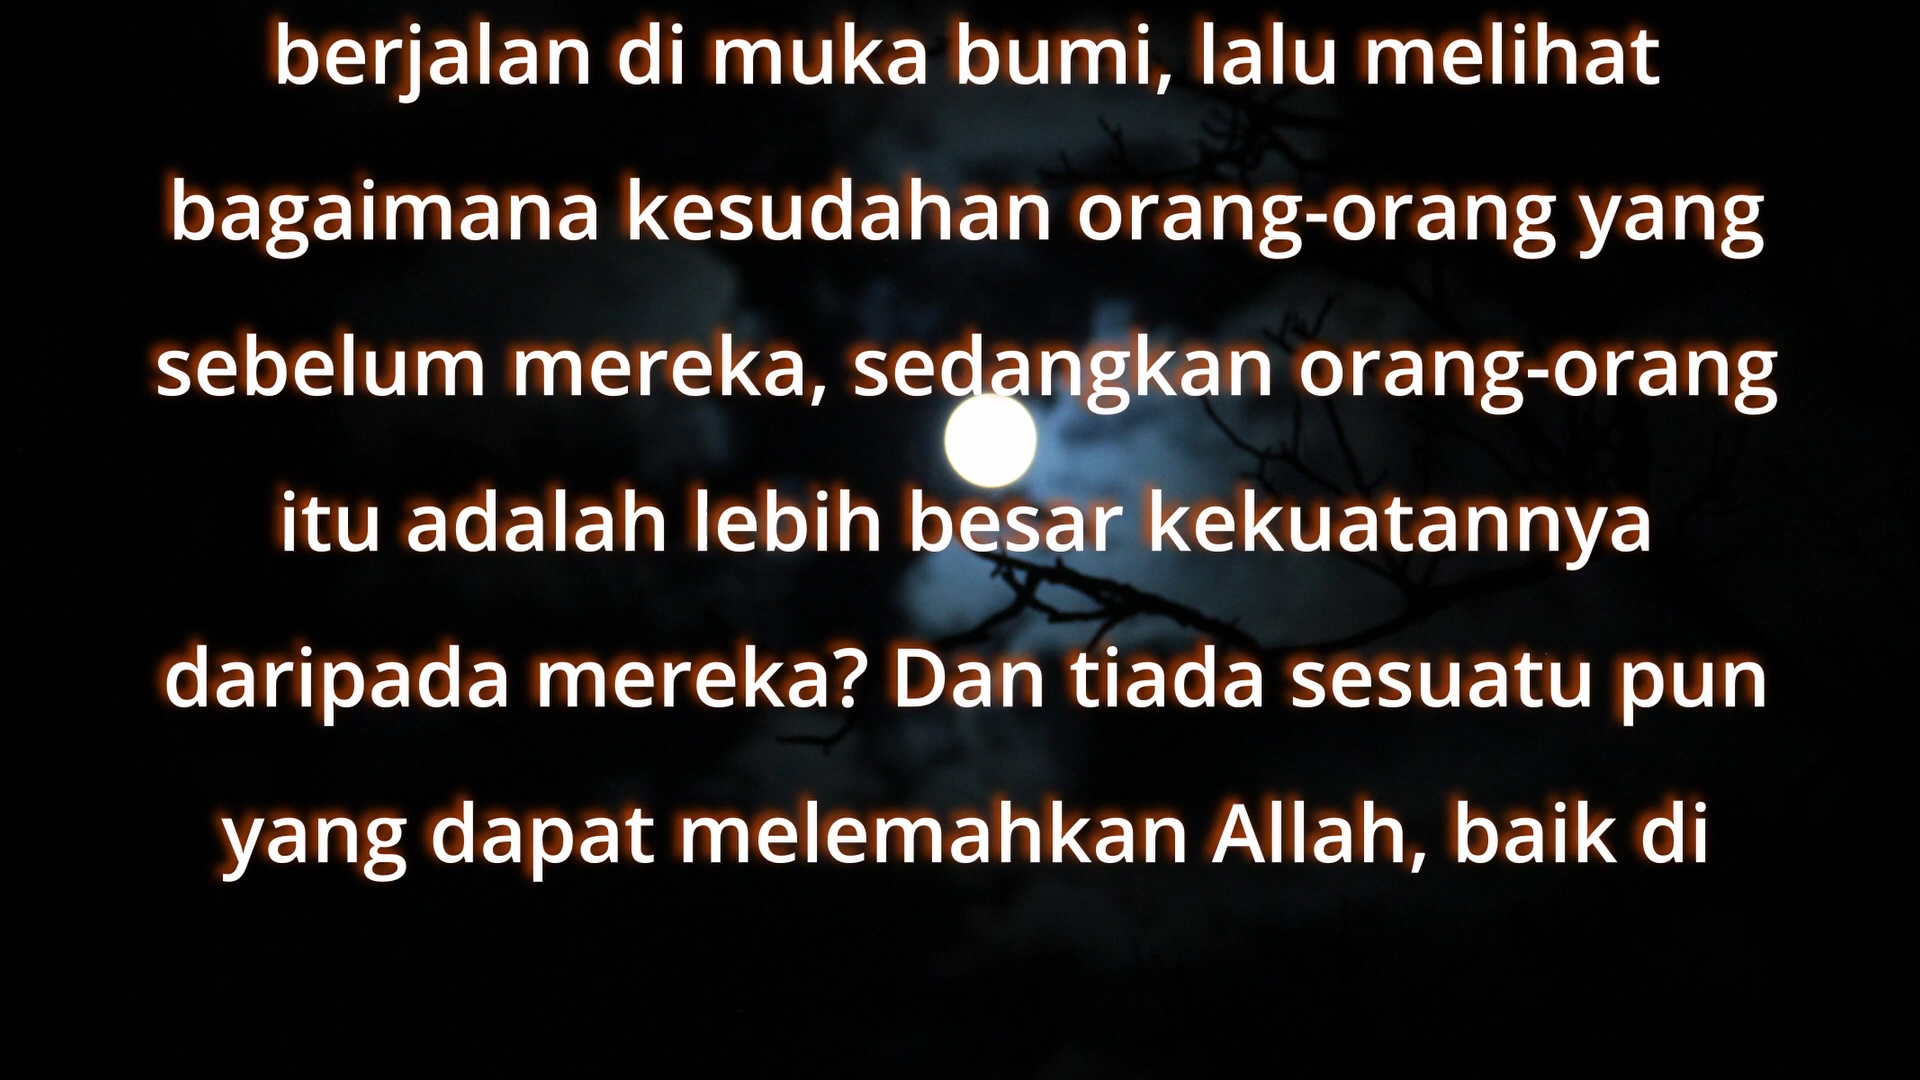 berjalan di muka bumi, lalu melihat
bagaimana kesudahan orang-orang yang
sebelum mereka, sedangkan orang-orang
itu adalah lebih besar kekuatannya
daripada mereka? Dan tiada sesuatu pun
yang dapat melemahkan Allah, baik di